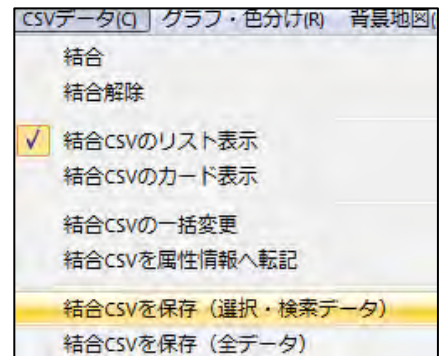 CSVデータ(C) グラフ・色分け(R) 背景地図(
結合
結合解除
結合CSVのリスト表示
結合CSVのカード表示
結合CSVの一括変更
結合CSVを属性情報へ転記
結合CSVを保存（選択・検索データ）
結合CSVを保存（全データ）